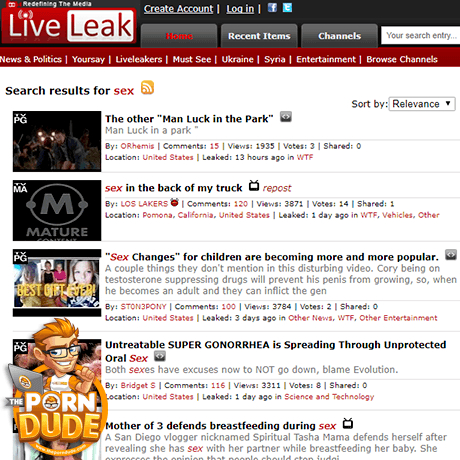 Redefining The Media
Live Leak
Create Account | Log in |
Home
Recent Items
Channels
Search your entry...
News & Politics | Yoursay | Liveleakers | Must See | Ukraine | Syria | Entertainment | Browse Channels
Search results for sex
Sort by: Relevance
PG
The other "Man Luck in the Park"
Man Luck in a park "
By: ORhemis | Comments: 15 | Views: 1935 | Votes: 3 | Shared: 0
Location: United States | Leaked: 13 hours ago in WTF
MA
MATURE
CONTENT
sex in the back of my truck repost
By: LOS LAKERS | Comments: 120 | Views: 3871 | Votes: 14 | Shared: 1
Location: Pomona, California, United States | Leaked: 1 day ago in WTF, Vehicles, Other
PG
BEST GIFT EVER!
"Sex Changes" for children are becoming more and more popular.
A couple things they don't mention in this disturbing video. Cory being on
testosterone suppressing drugs will prevent his penis from growing, so, when
he becomes an adult and they can inflict the gen
By: ST0N3PONY | Comments: 100 | Views: 3784 | Votes: 2 | Shared: 0
Location: United States | Leaked: 3 days ago in Other News, WTF, Other Entertainment
PG
Untreatable SUPER GONORRHEA is Spreading Through Unprotected
Oral Sex
Both sexes have excuses now to NOT go down, blame Evolution.
By: Bridget S | Comments: 116 | Views: 3311 | Votes: 8 | Shared: 0
Location: United States | Leaked: 1 day ago in Science and Technology
THE PORN DUDE
Mother of 3 defends breastfeeding during sex
A San Diego vlogger nicknamed Spiritual Tasha Mama defends herself after
revealing she has sex with her partner while breastfeeding her baby. She
expresses the opinion that people should stop judgi